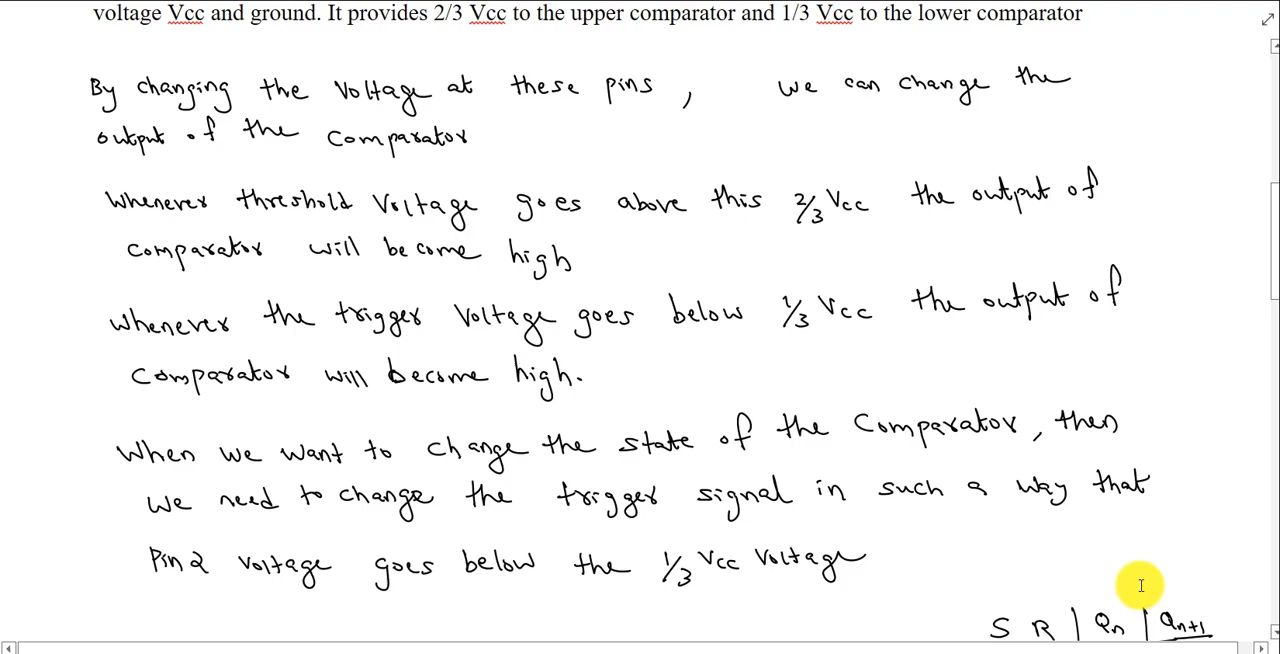 voltage Vcc and ground. It provides 2/3 Vcc to the upper comparator and 1/3 Vcc to the lower comparator
By changing the Voltage at these pins, we can change the
output of the Comparator
Whenever threshold Voltage goes above this 2/3 Vcc the output of
Comparator will become high
Whenever the trigger Voltage goes below 1/3 Vcc the output of
Comparator will become high.
When we want to change the state of the Comparator, then
we need to change the trigger signal in such a way that
Pin 2 voltage goes below the 1/3 Vcc Voltage
S R | Qn | Qn+1